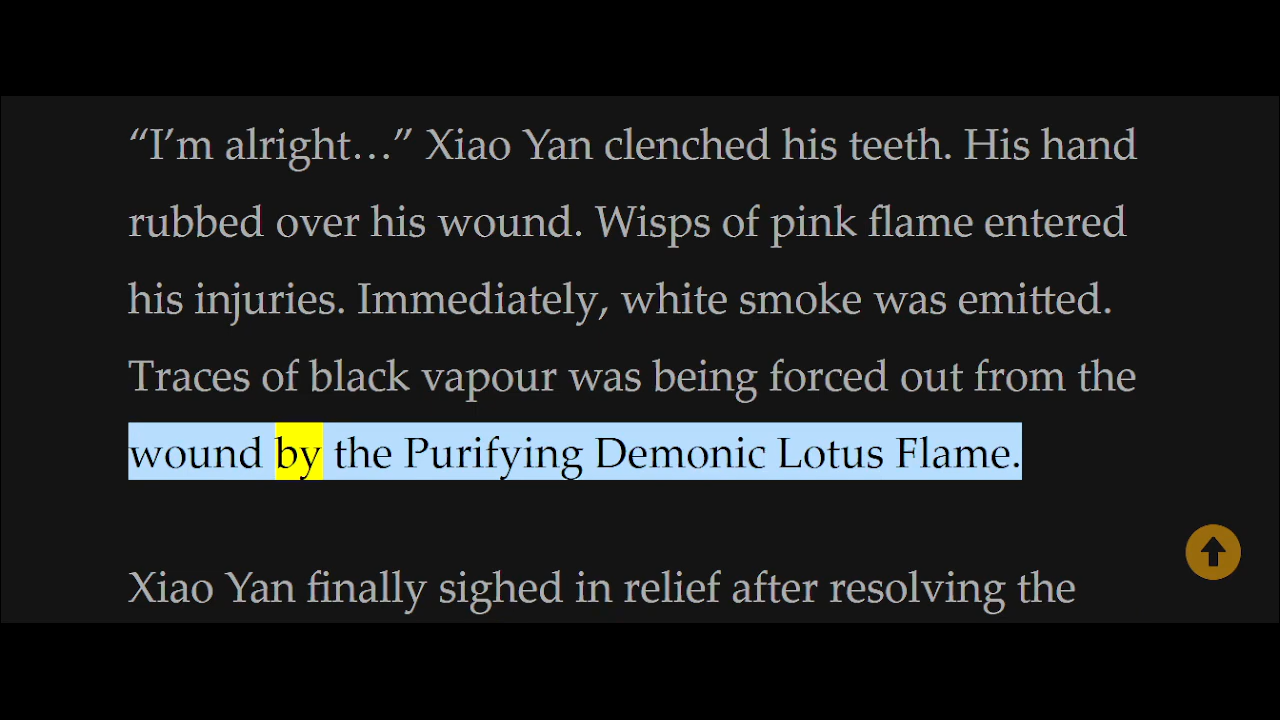 “I’m alright…” Xiao Yan clenched his teeth. His hand
rubbed over his wound. Wisps of pink flame entered
his injuries. Immediately, white smoke was emitted.
Traces of black vapour was being forced out from the
wound by the Purifying Demonic Lotus Flame.
Xiao Yan finally sighed in relief after resolving the